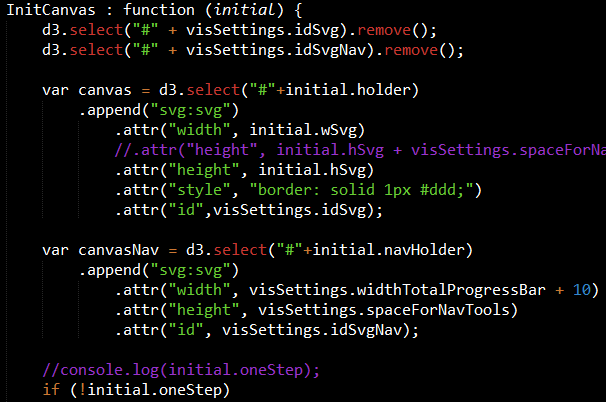 InitCanvas : function (initial) {
    d3.select("#" + visSettings.idSvg).remove();
    d3.select("#" + visSettings.idSvgNav).remove();

    var canvas = d3.select("#"+initial.holder)
        .append("svg:svg")
            .attr("width", initial.wSvg)
            //.attr("height", initial.hSvg + visSettings.spaceForNa
            .attr("height", initial.hSvg)
            .attr("style", "border: solid 1px #ddd;")
            .attr("id",visSettings.idSvg);

    var canvasNav = d3.select("#"+initial.navHolder)
        .append("svg:svg")
            .attr("width", visSettings.widthTotalProgressBar + 10)
            .attr("height", visSettings.spaceForNavTools)
            .attr("id", visSettings.idSvgNav);

    //console.log(initial.oneStep);
    if (!initial.oneStep)